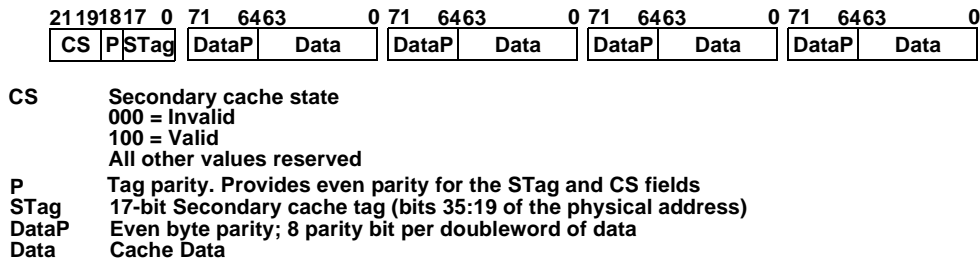 21 19 18 17 0 71 64 63 0 71 64 63 0 71 64 63 0 71 64 63 0
CS P STag DataP Data DataP Data DataP Data DataP Data
CS Secondary cache state
000 = Invalid
100 = Valid
All other values reserved
P Tag parity. Provides even parity for the STag and CS fields
STag 17-bit Secondary cache tag (bits 35:19 of the physical address)
DataP Even byte parity; 8 parity bit per doubleword of data
Data Cache Data